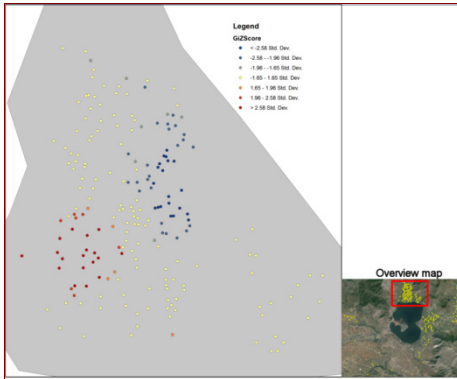 Legend
GiZScore
< -2.58 Std. Dev.
-2.58 - -1.96 Std. Dev.
-1.96 - -1.65 Std. Dev.
-1.65 - 1.65 Std. Dev.
1.65 - 1.96 Std. Dev.
1.96 - 2.58 Std. Dev.
> 2.58 Std. Dev.
Overview map